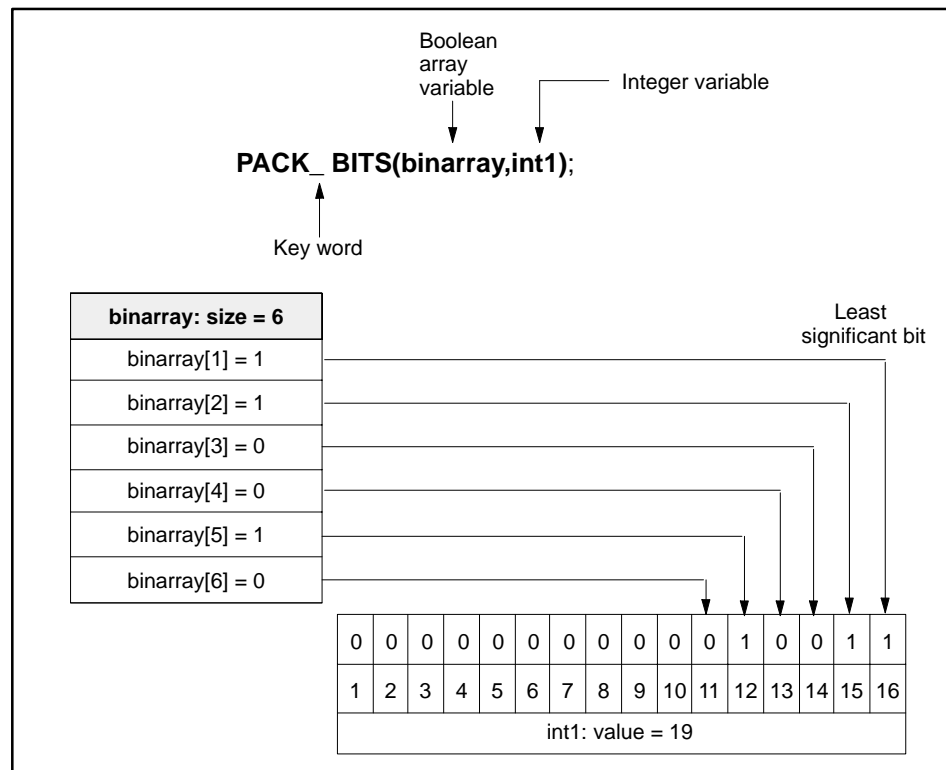 Boolean
array
variable
Integer variable
PACK_ BITS(binarray,int1);
Key word
binarray: size = 6
Least
significant bit
binarray[1] = 1
binarray[2] = 1
binarray[3] = 0
binarray[4] = 0
binarray[5] = 1
binarray[6] = 0
0 0 0 0 0 0 0 0 0 0 0 1 0 0 1 1
1 2 3 4 5 6 7 8 9 10 11 12 13 14 15 16
int1: value = 19